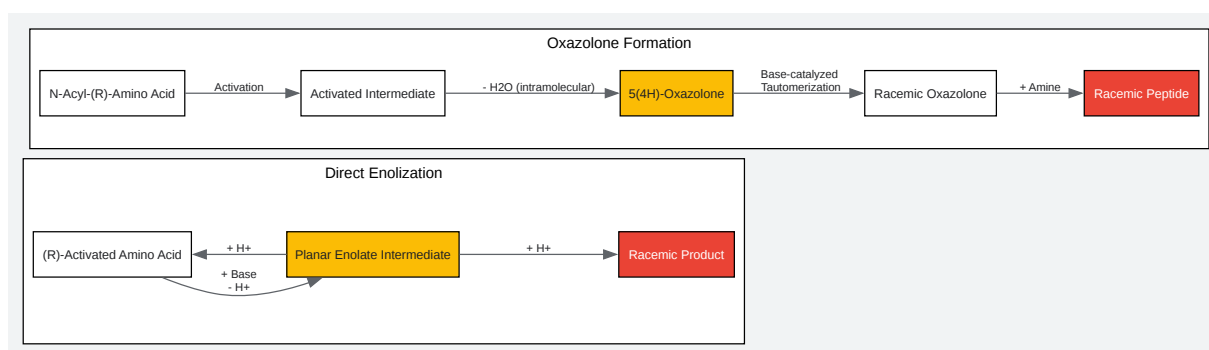 Oxazolone Formation
N-Acyl-(R)-Amino Acid
Activation
Activated Intermediate
- H2O (intramolecular)
5(4H)-Oxazolone
Base-catalyzed
Tautomerization
Racemic Oxazolone
+ Amine
Racemic Peptide
Direct Enolization
(R)-Activated Amino Acid
+ H+
+ Base
- H+
Planar Enolate Intermediate
+ H+
Racemic Product